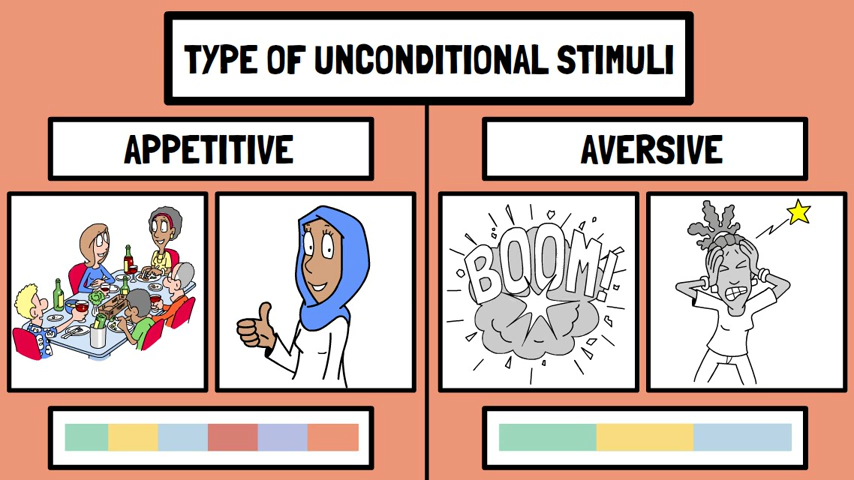 TYPE OF UNCONDITIONAL STIMULI
APPETITIVE
AVERSIVE
BOOM!